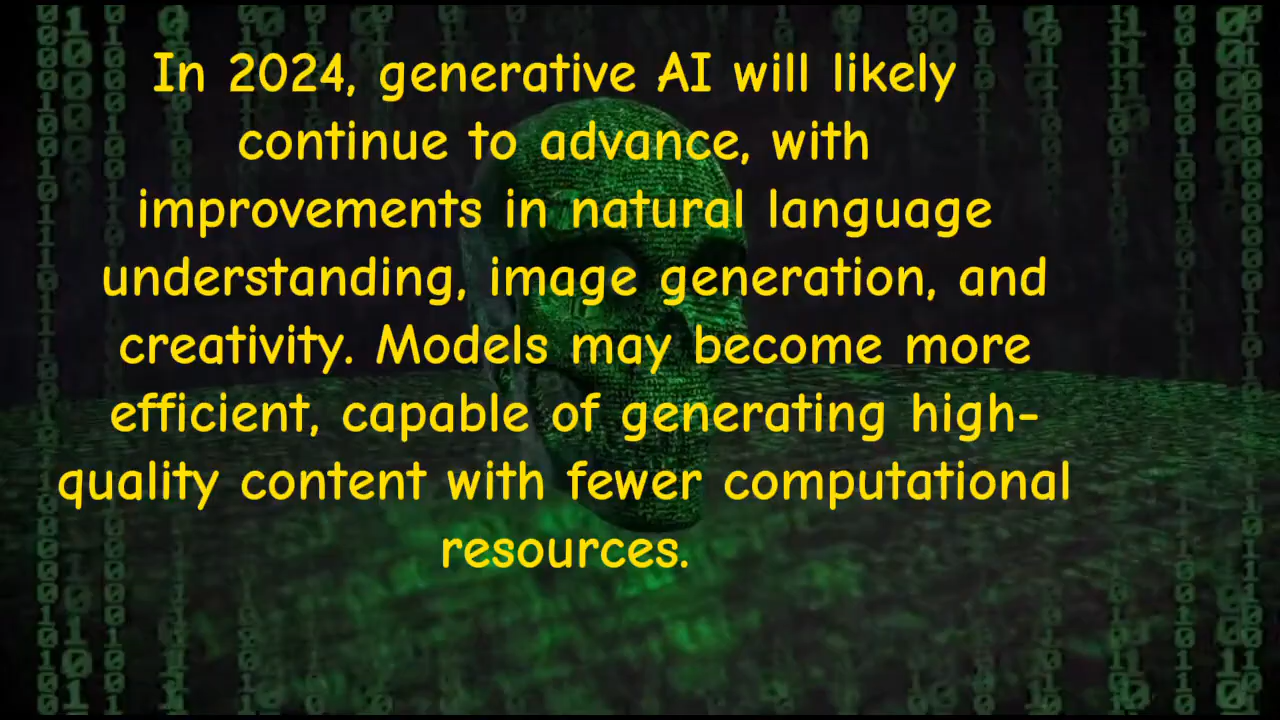 In 2024, generative AI will likely
continue to advance, with
improvements in natural language
understanding, image generation, and
creativity. Models may become more
efficient, capable of generating high-
quality content with fewer computational
resources.